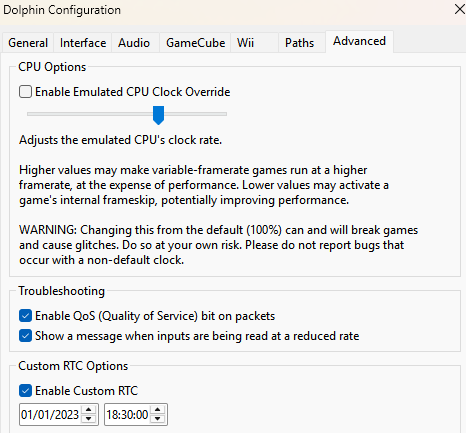 Dolphin Configuration
General Interface Audio GameCube Wii Paths Advanced
CPU Options
Enable Emulated CPU Clock Override
Adjusts the emulated CPU's clock rate.
Higher values may make variable-framerate games run at a higher
framerate, at the expense of performance. Lower values may activate a
game's internal frameskip, potentially improving performance.
WARNING: Changing this from the default (100%) can and will break games
and cause glitches. Do so at your own risk. Please do not report bugs that
occur with a non-default clock.
Troubleshooting
Enable QoS (Quality of Service) bit on packets
Show a message when inputs are being read at a reduced rate
Custom RTC Options
Enable Custom RTC
01/01/2023 18:30:00